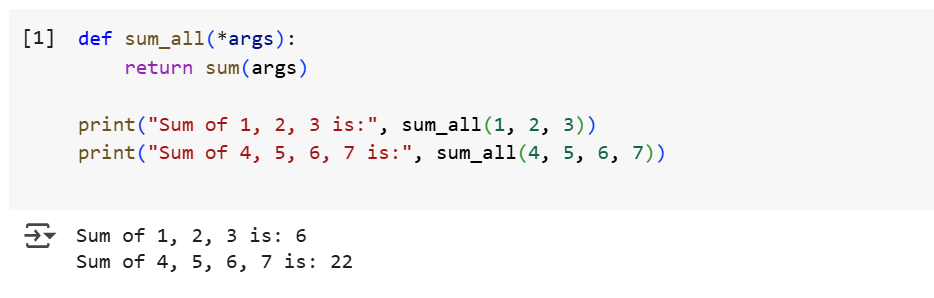 [1] def sum_all(*args):
    return sum(args)
print("Sum of 1, 2, 3 is:", sum_all(1, 2, 3))
print("Sum of 4, 5, 6, 7 is:", sum_all(4, 5, 6, 7))
Sum of 1, 2, 3 is: 6
Sum of 4, 5, 6, 7 is: 22